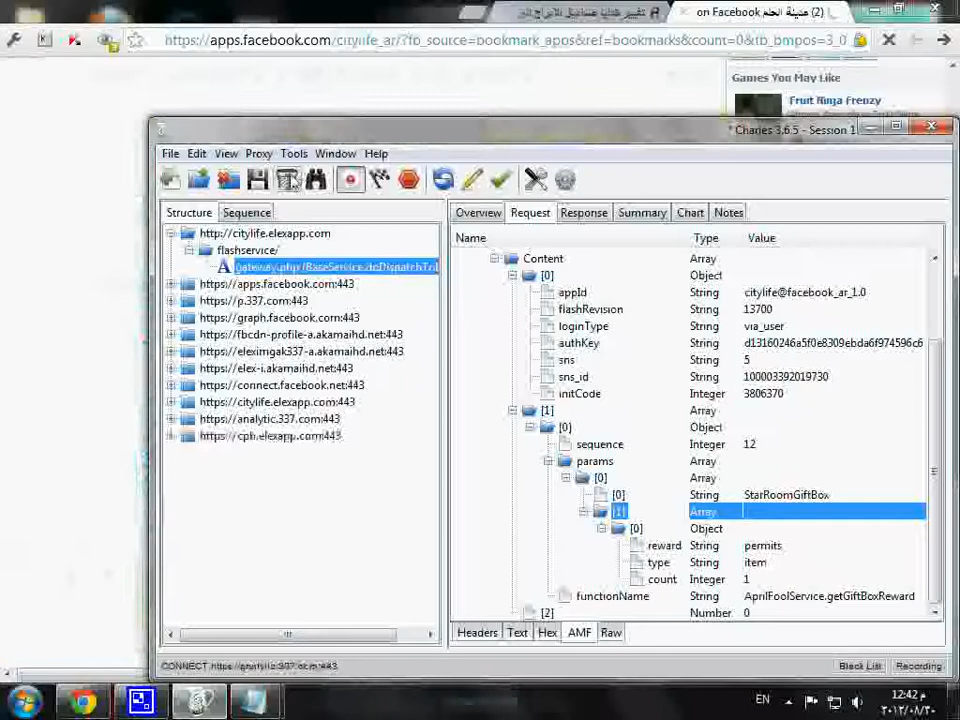 (2) مدينة الحلم on Facebook
https://apps.facebook.com/citylife_ar/?fb_source=bookmark_apps&ref=bookmarks&count=0&fb_bmpos=3_0
Games You May Like
Fruit Ninja Frenzy
* Charles 3.6.5 - Session 1
File Edit View Proxy Tools Window Help
Structure Sequence
http://citylife.elexapp.com
flashservice/
https://apps.facebook.com:443
https://p.337.com:443
https://graph.facebook.com:443
https://fbcdn-profile-a.akamaihd.net:443
https://eleximgak337-a.akamaihd.net:443
https://elex-i.akamaihd.net:443
https://connect.facebook.net:443
https://citylife.elexapp.com:443
https://analytic.337.com:443
https://cpb.elexapp.com:443
Overview Request Response Summary Chart Notes
Name Type Value
Content Array
[0] Object
appId String citylife@facebook_ar_1.0
flashRevision String 13700
loginType String via_user
authKey String d13160246a5f0e8309ebda6f974596c6
sns String 5
sns_id String 100003392019730
initCode Integer 3806370
[1] Array
[0] Object
sequence Integer 12
params Array
[0] Array
[0] String StarRoomGiftBox
[1] Array
[0] Object
reward String permits
type String item
count Integer 1
functionName String AprilFoolService.getGiftBoxReward
[2] Number 0
Headers Text Hex AMF Raw
Black List Recording
EN
12:42 م
٢٠١٢/٠٨/٣٠